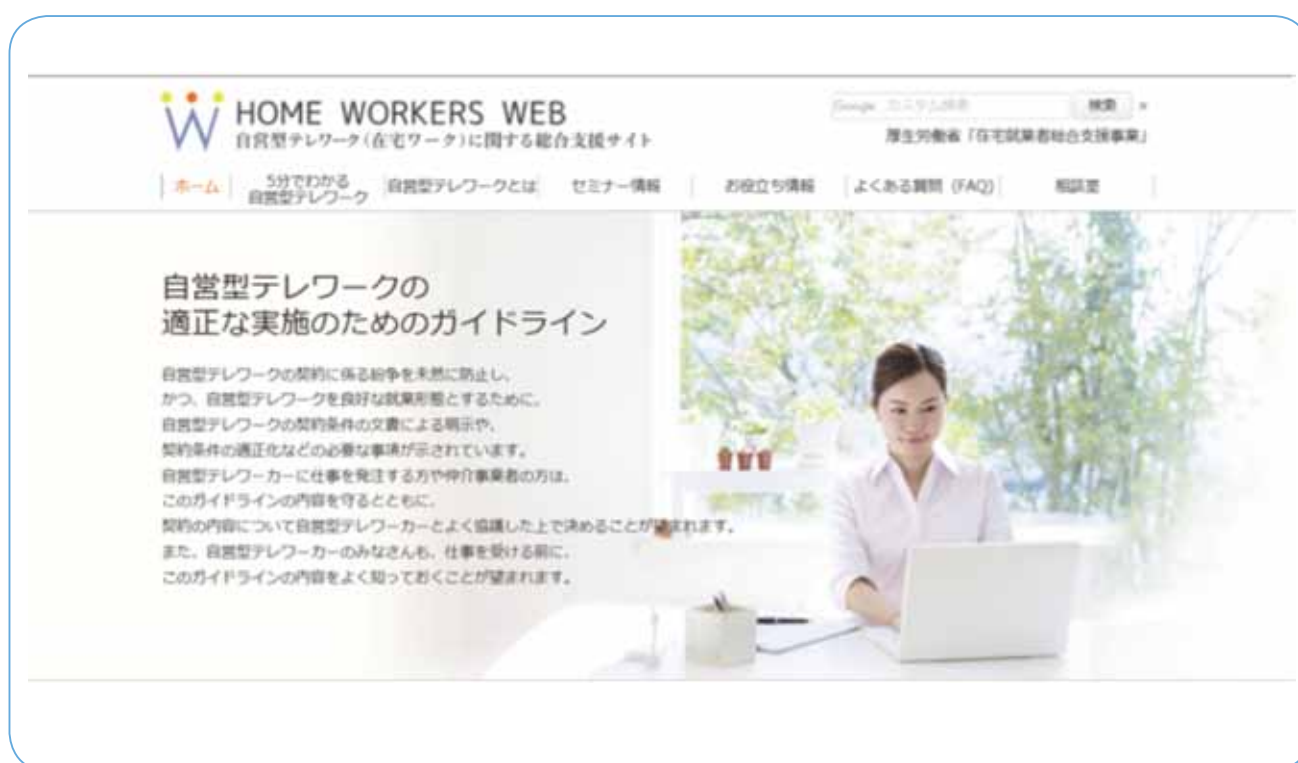 HOME WORKERS WEB
自営型テレワーク(在宅ワーク)に関する総合支援サイト
Google カスタム検索
検索
×
厚生労働省「在宅就業者総合支援事業」
ホーム
5分でわかる
自営型テレワーク
自営型テレワークとは
セミナー情報
お役立ち情報
よくある質問 (FAQ)
相談室
自営型テレワークの
適正な実施のためのガイドライン
自営型テレワークの契約に係る紛争を未然に防止し、
かつ、自営型テレワークを良好な就業形態とするために、
自営型テレワークの契約条件の文書による明示や、
契約条件の適正化などの必要な事項が示されています。
自営型テレワーカーに仕事を発注する方や仲介事業者の方は、
このガイドラインの内容を守るとともに、
契約の内容について自営型テレワーカーとよく協議した上で決めることが望まれます。
また、自営型テレワーカーのみなさんも、仕事を受ける前に、
このガイドラインの内容をよく知っておくことが望まれます。